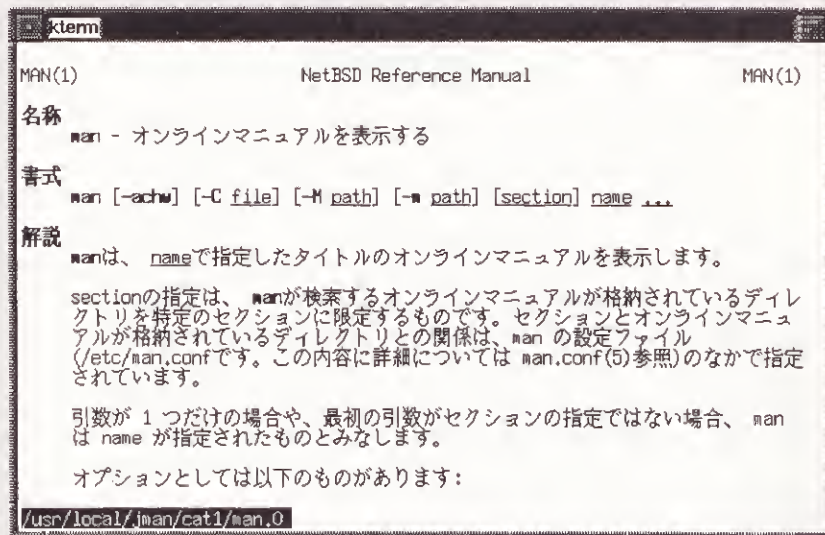 kterm
MAN(1) NetBSD Reference Manual MAN(1)
名称
man - オンラインマニュアルを表示する
書式
man [-achw] [-C file] [-M path] [-m path] [section] name ...
解説
manは、 nameで指定したタイトルのオンラインマニュアルを表示します。
sectionの指定は、 manが検索するオンラインマニュアルが格納されているディレ
クトリを特定のセクションに限定するものです。セクションとオンラインマニュ
アルが格納されているディレクトリとの関係は、man の設定ファイル
(/etc/man.confです。この内容に詳細については man.conf(5)参照)のなかで指定
されています。
引数が 1 つだけの場合や、最初の引数がセクションの指定ではない場合、 man
は name が指定されたものとみなします。
オプションとしては以下のものがあります:
/usr/local/jman/cat1/man.0